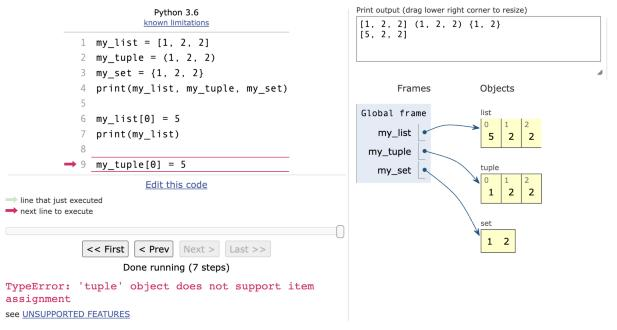 Python 3.6
known limitations
1 my_list = [1, 2, 2]
2 my_tuple = (1, 2, 2)
3 my_set = {1, 2, 2}
4 print(my_list, my_tuple, my_set)
5
6 my_list[0] = 5
7 print(my_list)
8
9 my_tuple[0] = 5
Edit this code
line that just executed
next line to execute
<< First < Prev Next > Last >>
Done running (7 steps)
TypeError: 'tuple' object does not support item
assignment
see UNSUPPORTED FEATURES
Print output (drag lower right corner to resize)
[1, 2, 2] (1, 2, 2) {1, 2}
[5, 2, 2]
Frames Objects
Global frame
my_list
my_tuple
my_set
list
0 1 2
5 2 2
tuple
0 1 2
1 2 2
set
1 2